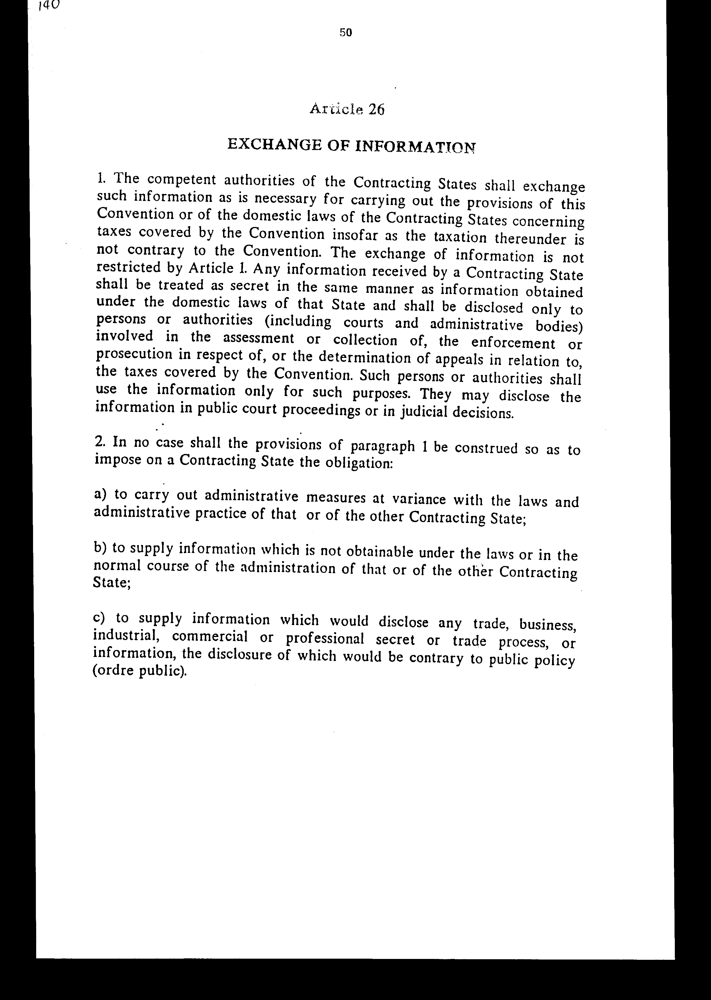 140
50
Article 26
EXCHANGE OF INFORMATION
1. The competent authorities of the Contracting States shall exchange
such information as is necessary for carrying out the provisions of this
Convention or of the domestic laws of the Contracting States concerning
taxes covered by the Convention insofar as the taxation thereunder is
not contrary to the Convention. The exchange of information is not
restricted by Article 1. Any information received by a Contracting State
shall be treated as secret in the same manner as information obtained
under the domestic laws of that State and shall be disclosed only to
persons or authorities (including courts and administrative bodies)
involved in the assessment or collection of, the enforcement or
prosecution in respect of, or the determination of appeals in relation to,
the taxes covered by the Convention. Such persons or authorities shall
use the information only for such purposes. They may disclose the
information in public court proceedings or in judicial decisions.
2. In no case shall the provisions of paragraph 1 be construed so as to
impose on a Contracting State the obligation:
a) to carry out administrative measures at variance with the laws and
administrative practice of that or of the other Contracting State;
b) to supply information which is not obtainable under the laws or in the
normal course of the administration of that or of the other Contracting
State;
c) to supply information which would disclose any trade, business,
industrial, commercial or professional secret or trade process, or
information, the disclosure of which would be contrary to public policy
(ordre public).